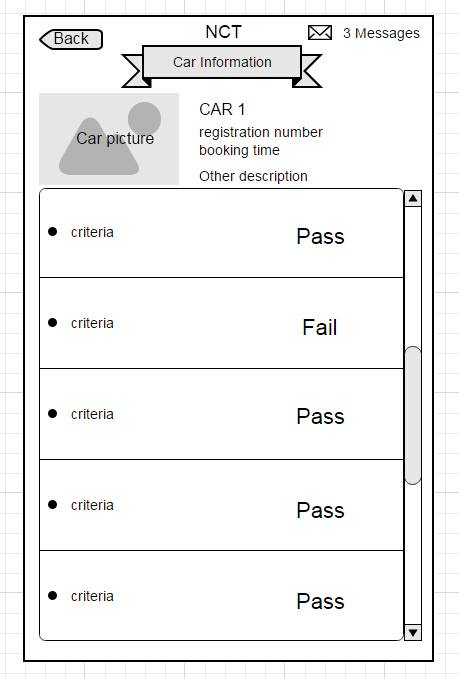 Back
NCT
3 Messages
Car Information
Car picture
CAR 1
registration number
booking time
Other description
criteria
Pass
criteria
Fail
criteria
Pass
criteria
Pass
criteria
Pass